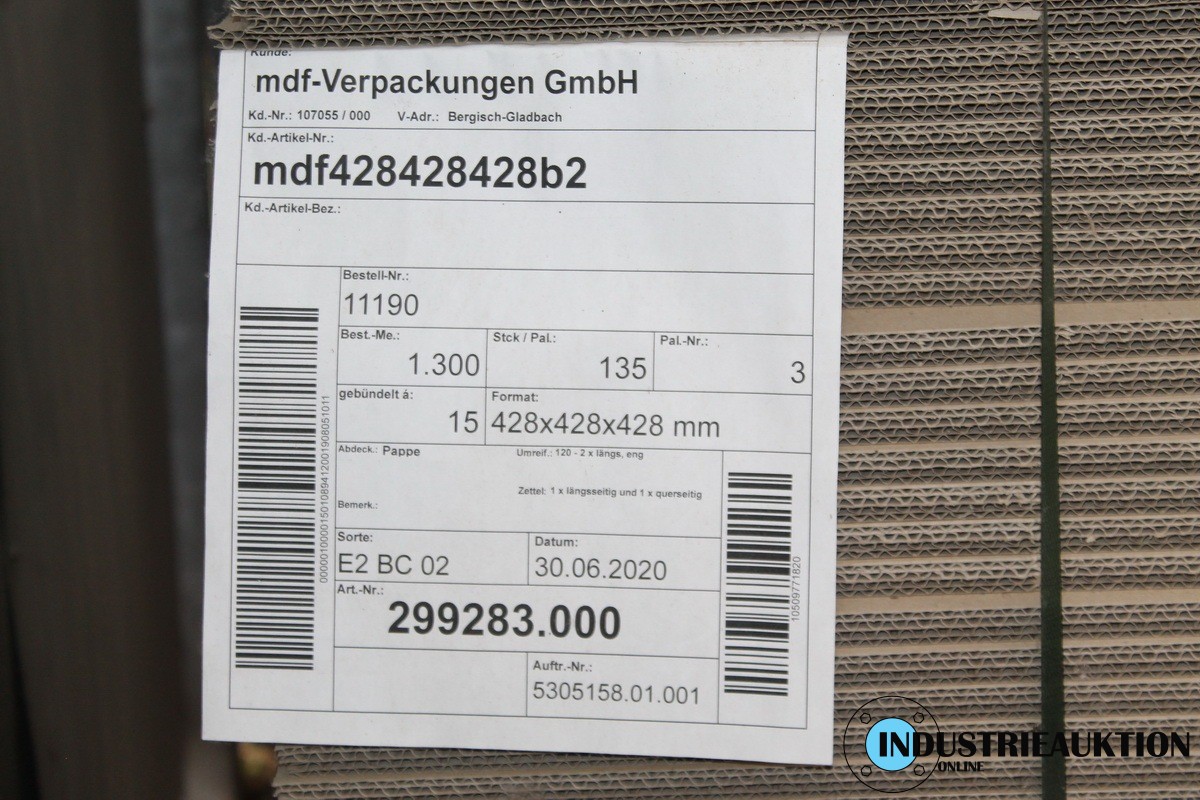 Kunde:
mdf-Verpackungen GmbH
Kd.-Nr.: 107055 / 000 V-Adr.: Bergisch-Gladbach
Kd.-Artikel-Nr.:
mdf428428428b2
Kd.-Artikel-Bez.:
Bestell-Nr.:
11190
Best.-Me.: Stck / Pal.: Pal.-Nr.:
1.300 135 3
gebündelt á: Format:
15 428x428x428 mm
Abdeck.: Pappe Umreif.: 120 - 2 x längs, eng
Zettel: 1 x längsseitig und 1 x querseitig
Bemerk.:
Sorte: Datum:
E2 BC 02 30.06.2020
Art.-Nr.:
299283.000
Auftr.-Nr.:
5305158.01.001
10509771820
INDUSTRIEAUKTION
ONLINE